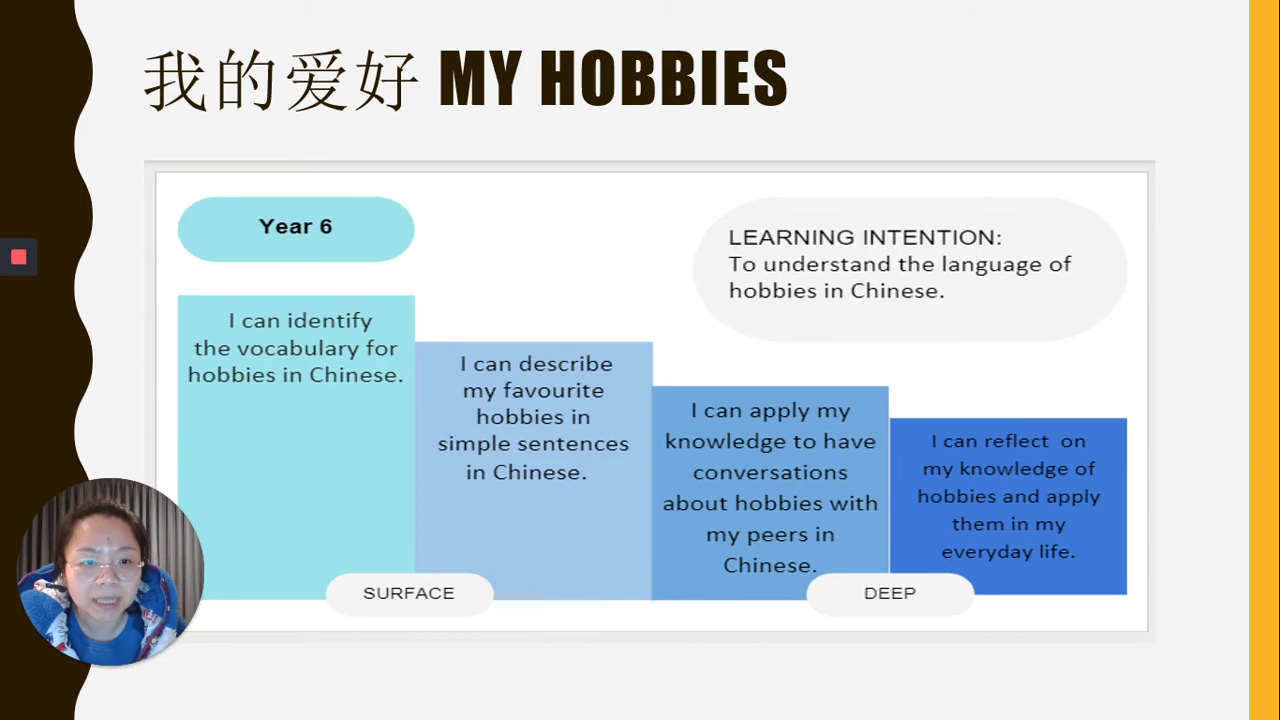 我的爱好 MY HOBBIES
Year 6
LEARNING INTENTION:
To understand the language of
hobbies in Chinese.
I can identify
the vocabulary for
hobbies in Chinese.
I can describe
my favourite
hobbies in
simple sentences
in Chinese.
I can apply my
knowledge to have
conversations
about hobbies with
my peers in
Chinese.
I can reflect on
my knowledge of
hobbies and apply
them in my
everyday life.
SURFACE
DEEP